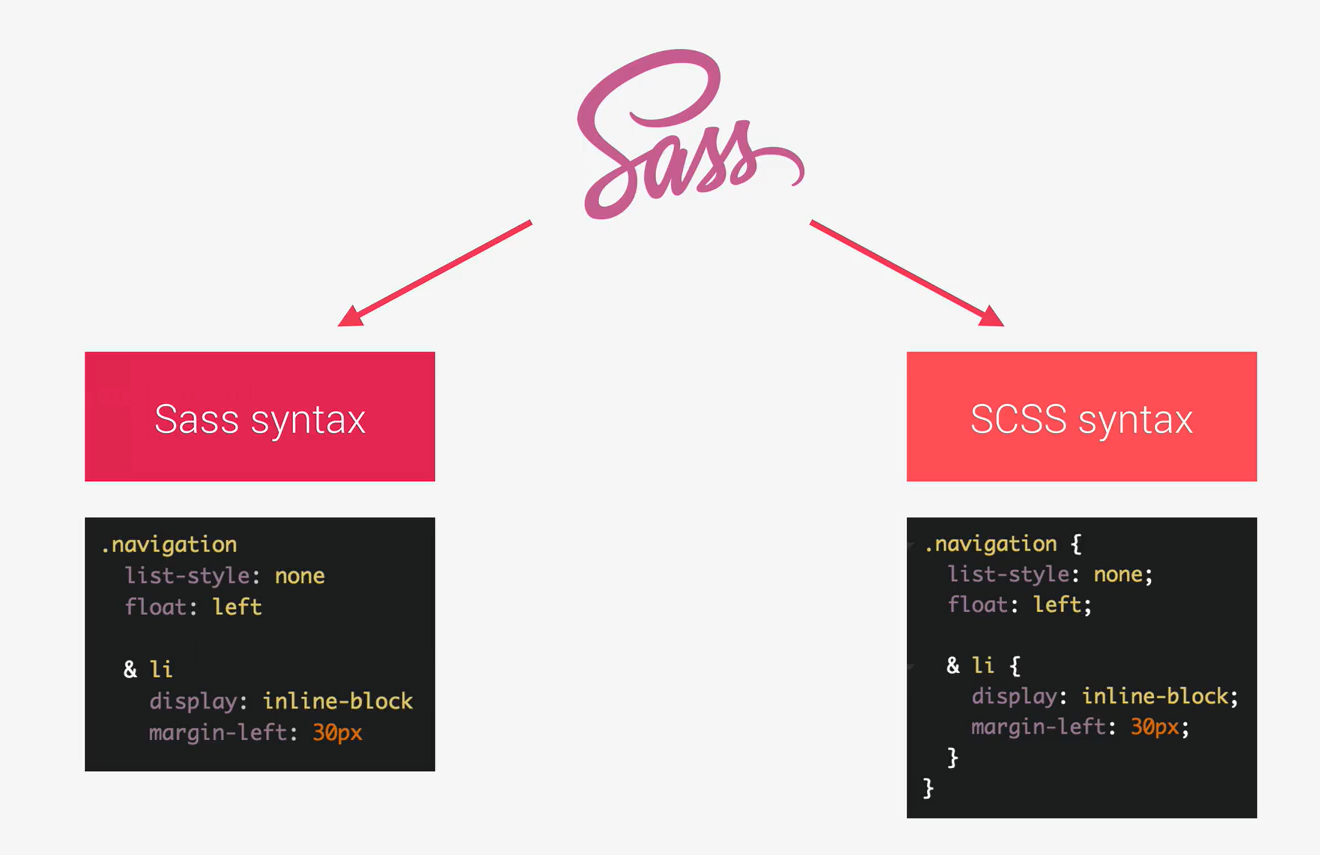 Sass
Sass syntax
.navigation
list-style: none
float: left
& li
display: inline-block
margin-left: 30px
SCSS syntax
.navigation {
list-style: none;
float: left;
& li {
display: inline-block;
margin-left: 30px;
}
}